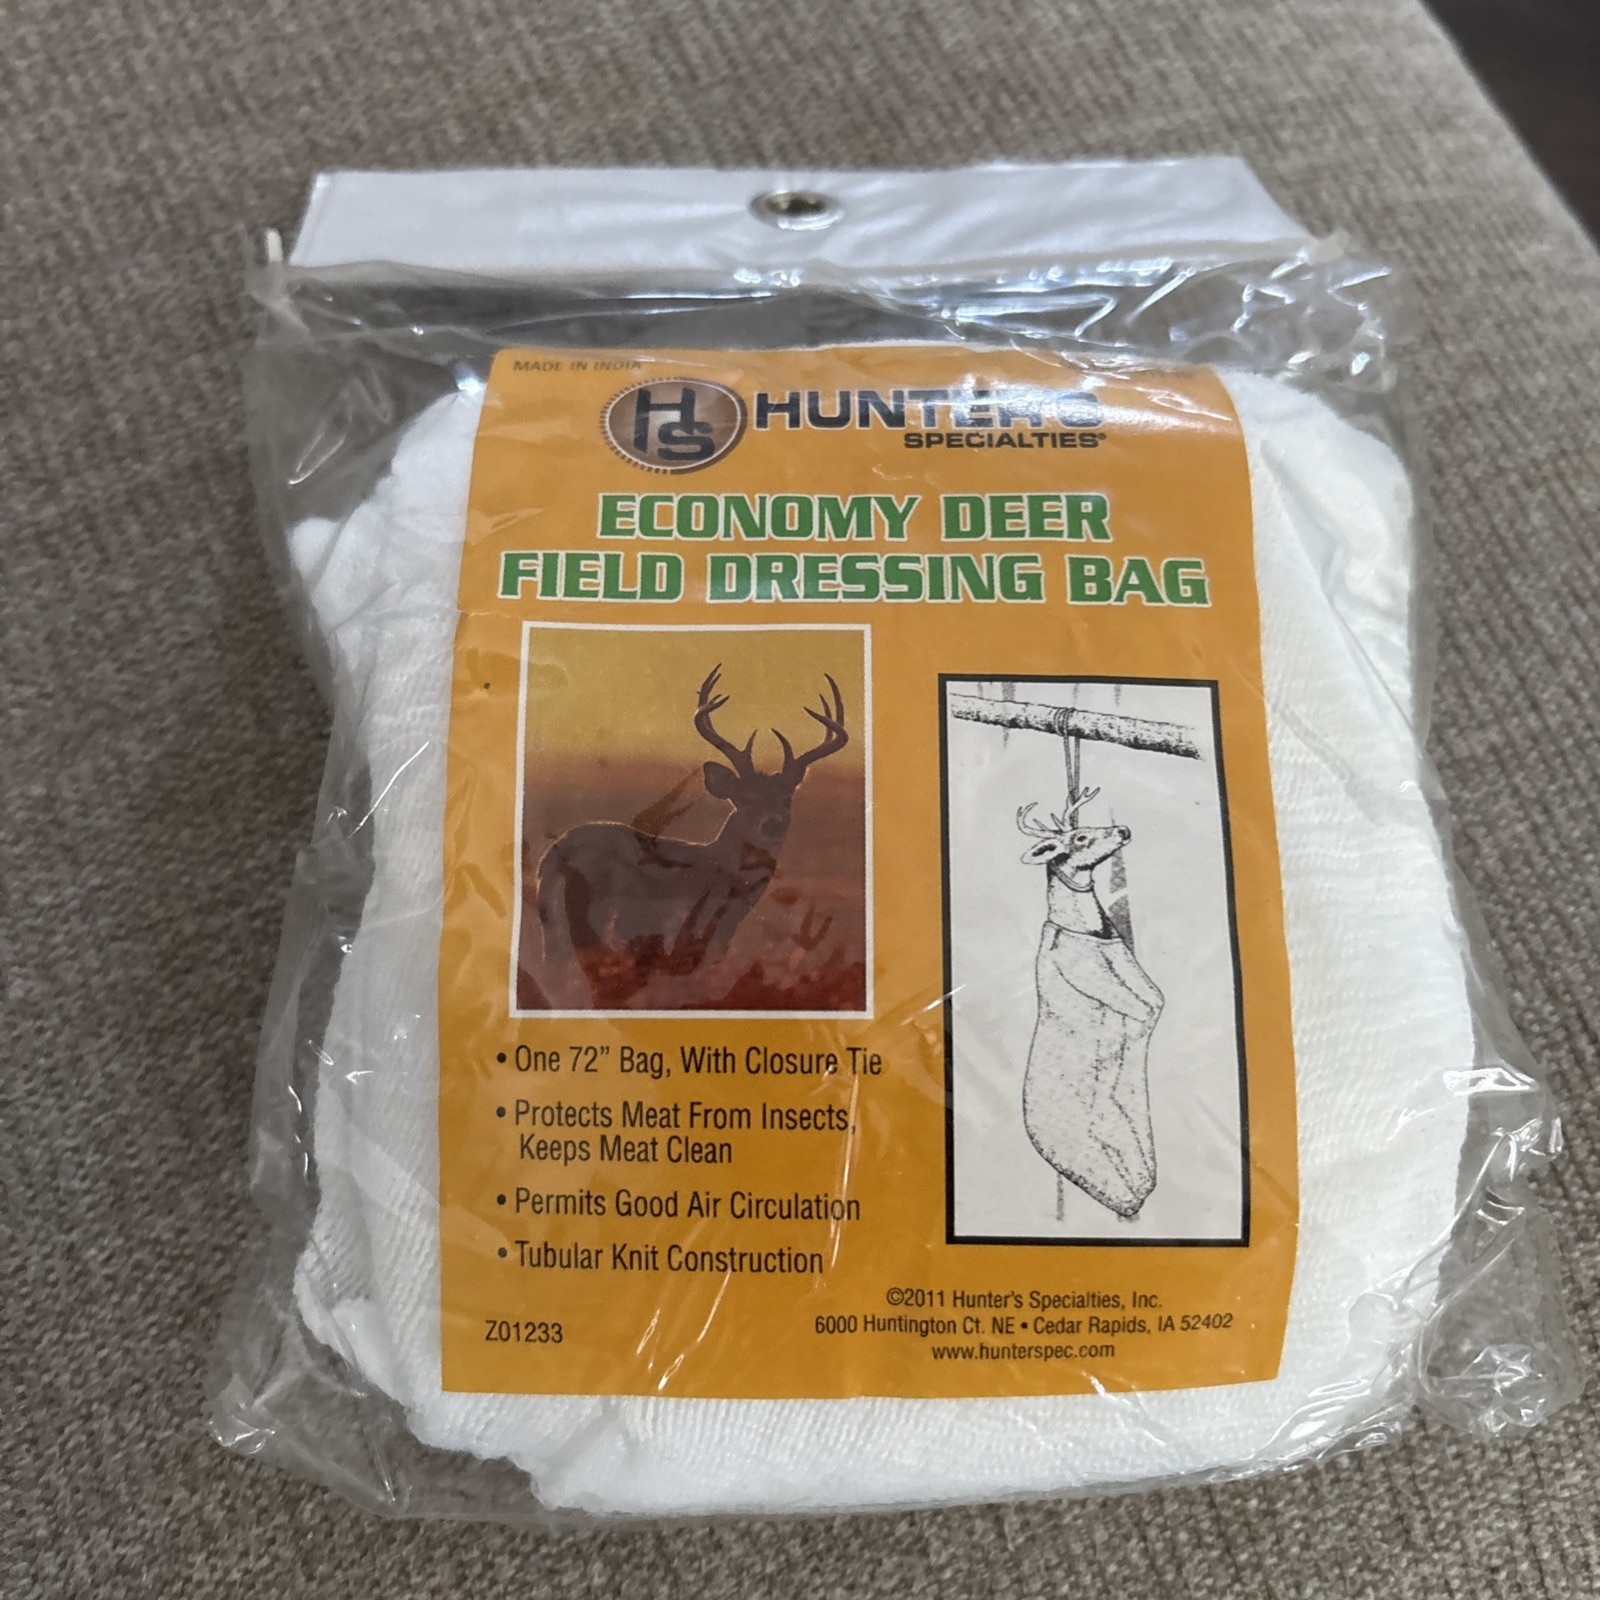 MADE IN INDIA
HS HUNTER'S
SPECIALTIES®
ECONOMY DEER
FIELD DRESSING BAG
• One 72" Bag, With Closure Tie
• Protects Meat From Insects,
Keeps Meat Clean
• Permits Good Air Circulation
• Tubular Knit Construction
Z01233
©2011 Hunter's Specialties, Inc.
6000 Huntington Ct. NE • Cedar Rapids, IA 52402
www.hunterspec.com